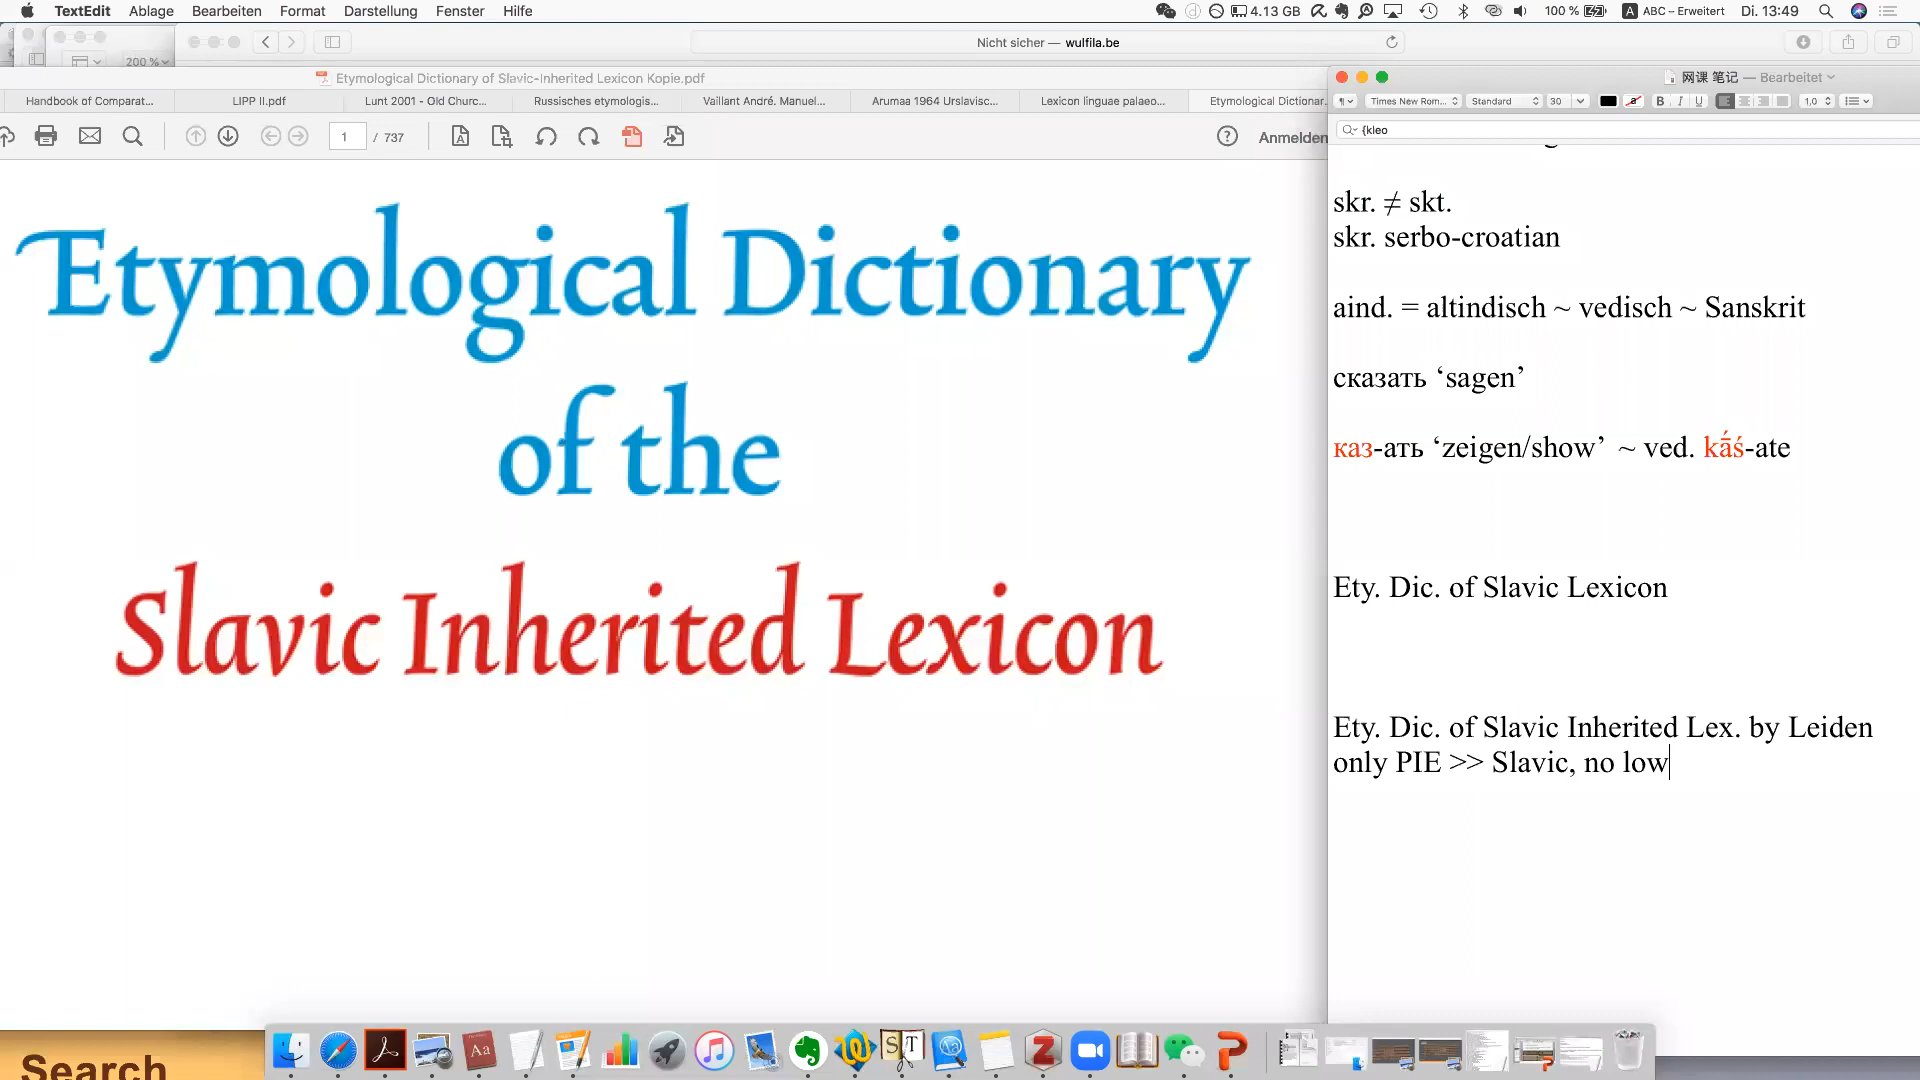 TextEdit Ablage Bearbeiten Format Darstellung Fenster Hilfe 4.13 GB 100 % A ABC – Erweitert Di. 13:49
200 %
Nicht sicher — wulfila.be
Etymological Dictionary of Slavic-Inherited Lexicon Kopie.pdf
Handbook of Comparat... LIPP II.pdf Lunt 2001 - Old Churc... Russisches etymologis... Vaillant André. Manuel... Arumaa 1964 Urslavisc... Lexicon linguae palaeo... Etymological Dictionar.
1 / 737 Anmelden
Etymological Dictionary
of the
Slavic Inherited Lexicon
Search
网课 笔记 — Bearbeitet
Times New Rom... Standard 30 B I U 1,0
{kleo
skr. ≠ skt.
skr. serbo-croatian
aind. = altindisch ~ vedisch ~ Sanskrit
сказать ‘sagen’
каз-ать ‘zeigen/show’ ~ ved. kā́ś-ate
Ety. Dic. of Slavic Lexicon
Ety. Dic. of Slavic Inherited Lex. by Leiden
only PIE >> Slavic, no low